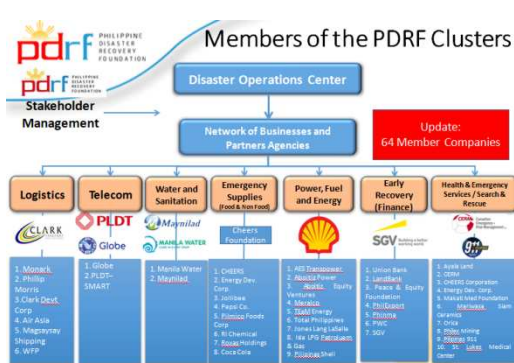 pdrf
PHILIPPINE
DISASTER
RECOVERY
FOUNDATION
Members of the PDRF Clusters
pdrf
PHILIPPINE
DISASTER
RECOVERY
FOUNDATION
Disaster Operations Center
Stakeholder
Management
Network of Businesses and
Partners Agencies
Update:
64 Member Companies
Logistics
Telecom
Water and
Sanitation
Emergency
Supplies
(Food & Non Food)
Power, Fuel
and Energy
Early
Recovery
(Finance)
Health & Emergency
Services / Search &
Rescue
CLARK
PLDT
Globe
Maynilad
MANILA WATER
Cheers
Foundation
SGV
Building a better
working world
1. Monark
2. Phillip
Morris
3. Clark Devt.
Corp
4. Air Asia
5. Magsaysay
Shipping
6. WFP
1. Globe
2. PLDT-
SMART
1. Manila Water
2. Maynilad
1. CHEERS
2. Energy Dev.
Corp.
3. Jollibee
4. Pepsi Co.
5. Pilmico Foods
Corp
6. RI Chemical
7. Roxas Holdings
8. Coca Cola
1. AES Transpower
2. Aboitiz Power
3. Aboitiz Equity
Ventures
4. Meralco
5. TeaM Energy
6. Total Philippines
7. Jones Lang LaSalle
8. Isla LPG Petroleum
& Gas
9. Pilipinas Shell
1. Union Bank
2. LandBank
3. Peace & Equity
Foundation
4. PhilExport
5. Phinma
6. PWC
7. SGV
1. Ayala Land
2. CERM
3. CHEERS Corporation
4. Energy Dev. Corp.
5. Makati Med Foundation
6. Mariwasa Siam
Ceramics
7. Orica
8. Philex Mining
9. Pilipinas 911
10. St. Lukes Medical
Center